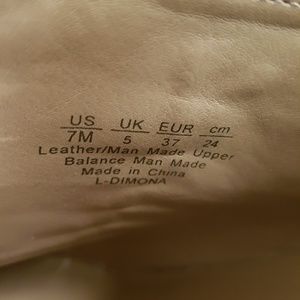 US UK EUR cm
7M 5 37 24
Leather/Man Made Upper
Balance Man Made
Made in China
L-DIMONA